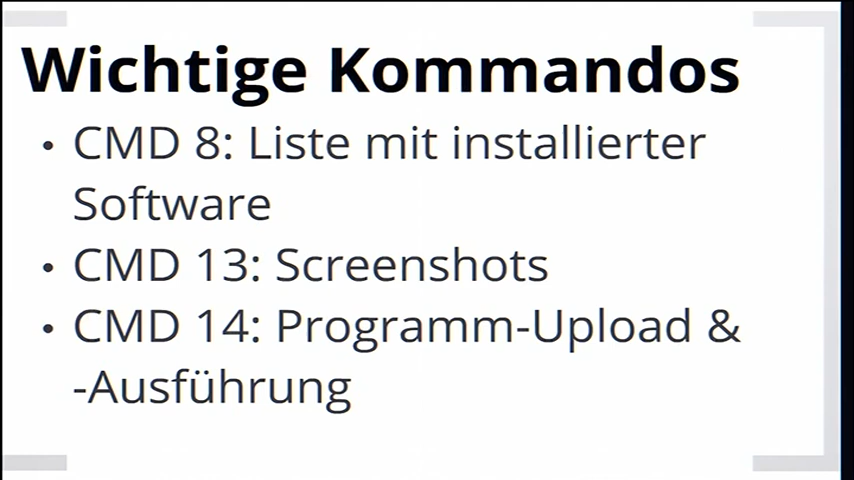 Wichtige Kommandos
• CMD 8: Liste mit installierter
Software
• CMD 13: Screenshots
• CMD 14: Programm-Upload &
-Ausführung